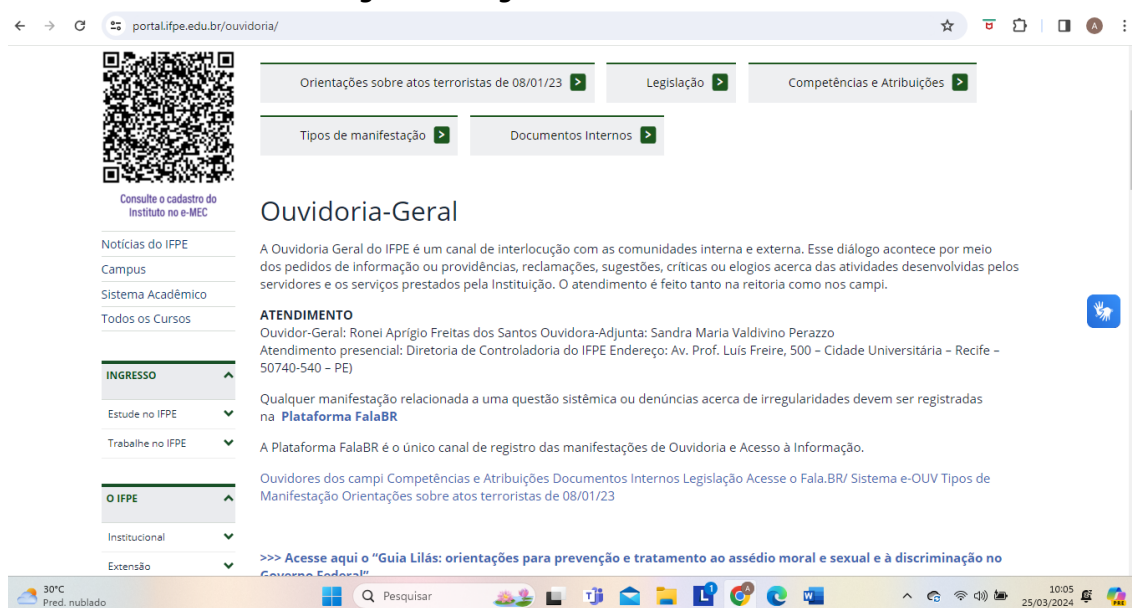 portal.ifpe.edu.br/ouvidoria/
A
Orientações sobre atos terroristas de 08/01/23
Legislação
Competências e Atribuições
Tipos de manifestação
Documentos Internos
Consulte o cadastro do
Instituto no e-MEC
Notícias do IFPE
Campus
Sistema Acadêmico
Todos os Cursos
INGRESSO
Estude no IFPE
Trabalhe no IFPE
O IFPE
Institucional
Extensão
Ouvidoria-Geral
A Ouvidoria Geral do IFPE é um canal de interlocução com as comunidades interna e externa. Esse diálogo acontece por meio
dos pedidos de informação ou providências, reclamações, sugestões, críticas ou elogios acerca das atividades desenvolvidas pelos
servidores e os serviços prestados pela Instituição. O atendimento é feito tanto na reitoria como nos campi.
ATENDIMENTO
Ouvidor-Geral: Ronei Aprígio Freitas dos Santos Ouvidora-Adjunta: Sandra Maria Valdivino Perazzo
Atendimento presencial: Diretoria de Controladoria do IFPE Endereço: Av. Prof. Luís Freire, 500 – Cidade Universitária – Recife –
50740-540 – PE)
Qualquer manifestação relacionada a uma questão sistêmica ou denúncias acerca de irregularidades devem ser registradas
na Plataforma FalaBR
A Plataforma FalaBR é o único canal de registro das manifestações de Ouvidoria e Acesso à Informação.
Ouvidores dos campi Competências e Atribuições Documentos Internos Legislação Acesse o Fala.BR/ Sistema e-OUV Tipos de
Manifestação Orientações sobre atos terroristas de 08/01/23
>>> Acesse aqui o “Guia Lilás: orientações para prevenção e tratamento ao assédio moral e sexual e à discriminação no
Governo Federal”
30°C
Pred. nublado
Pesquisar
10:05
25/03/2024